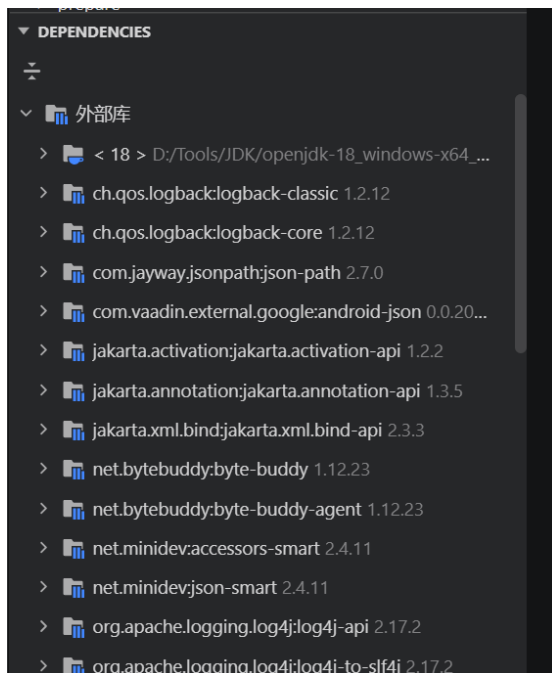 prepare
DEPENDENCIES
外部库
< 18 > D:/Tools/JDK/openjdk-18_windows-x64_...
ch.qos.logback:logback-classic 1.2.12
ch.qos.logback:logback-core 1.2.12
com.jayway.jsonpath:json-path 2.7.0
com.vaadin.external.google:android-json 0.0.20...
jakarta.activation:jakarta.activation-api 1.2.2
jakarta.annotation:jakarta.annotation-api 1.3.5
jakarta.xml.bind:jakarta.xml.bind-api 2.3.3
net.bytebuddy:byte-buddy 1.12.23
net.bytebuddy:byte-buddy-agent 1.12.23
net.minidev:accessors-smart 2.4.11
net.minidev:json-smart 2.4.11
org.apache.logging.log4j:log4j-api 2.17.2
org.apache.logging.log4j:log4j-to-slf4j 2.17.2